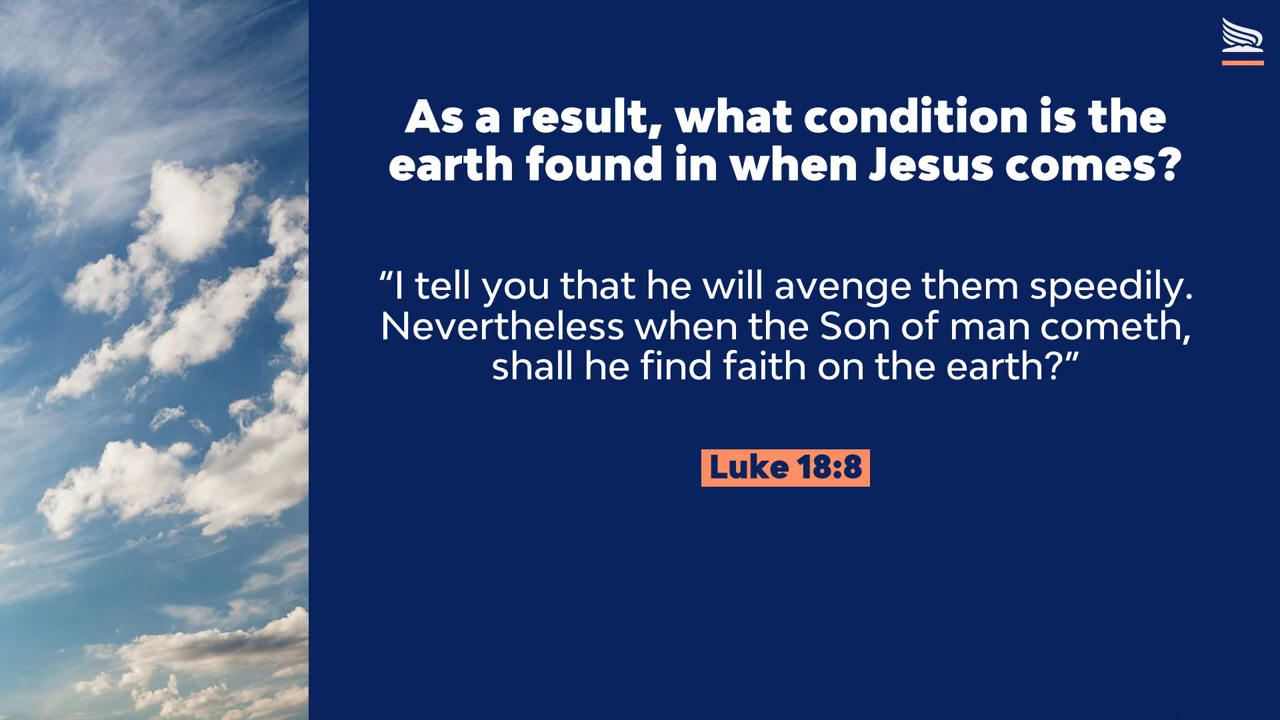 As a result, what condition is the
earth found in when Jesus comes?
“I tell you that he will avenge them speedily.
Nevertheless when the Son of man cometh,
shall he find faith on the earth?”
Luke 18:8